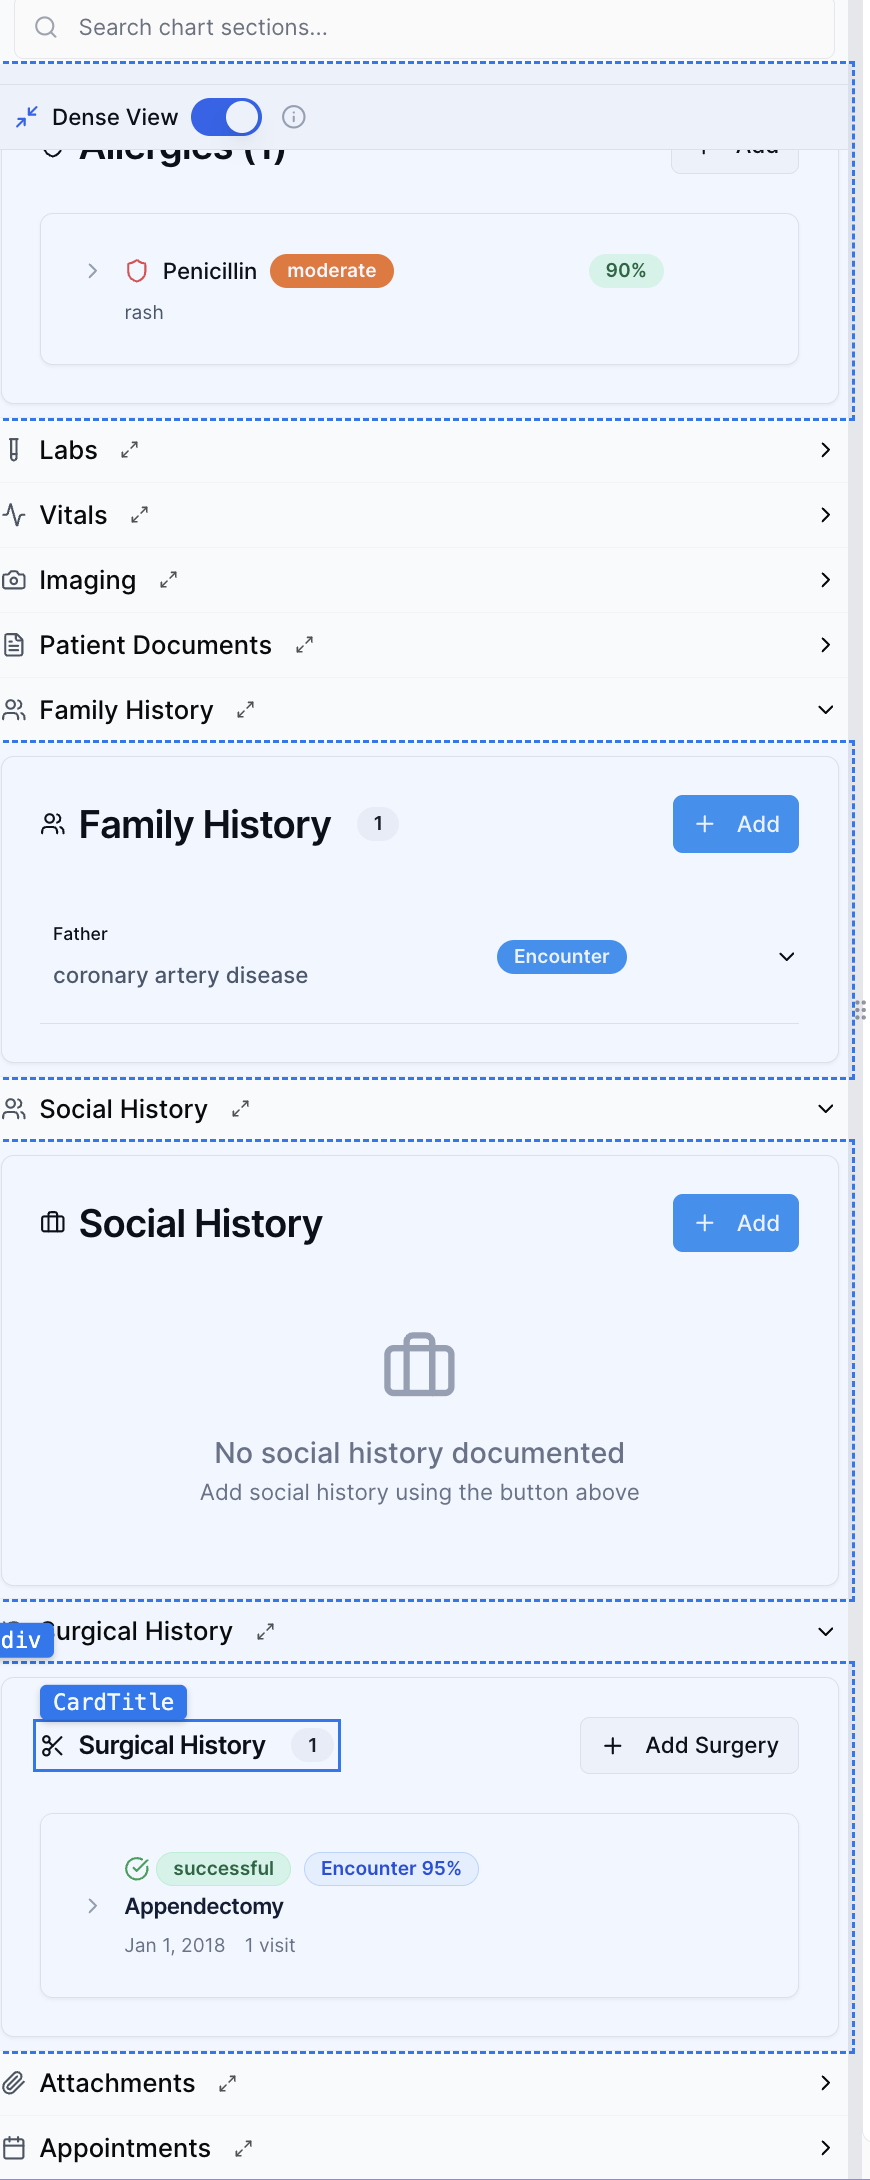 Search chart sections...
Dense View
Allergies (1)
Add
Penicillin moderate 90%
rash
Labs
Vitals
Imaging
Patient Documents
Family History
Family History 1
Add
Father
coronary artery disease
Encounter
Social History
Social History
Add
No social history documented
Add social history using the button above
urgical History
div
CardTitle
Surgical History 1
Add Surgery
successful Encounter 95%
Appendectomy
Jan 1, 2018 1 visit
Attachments
Appointments